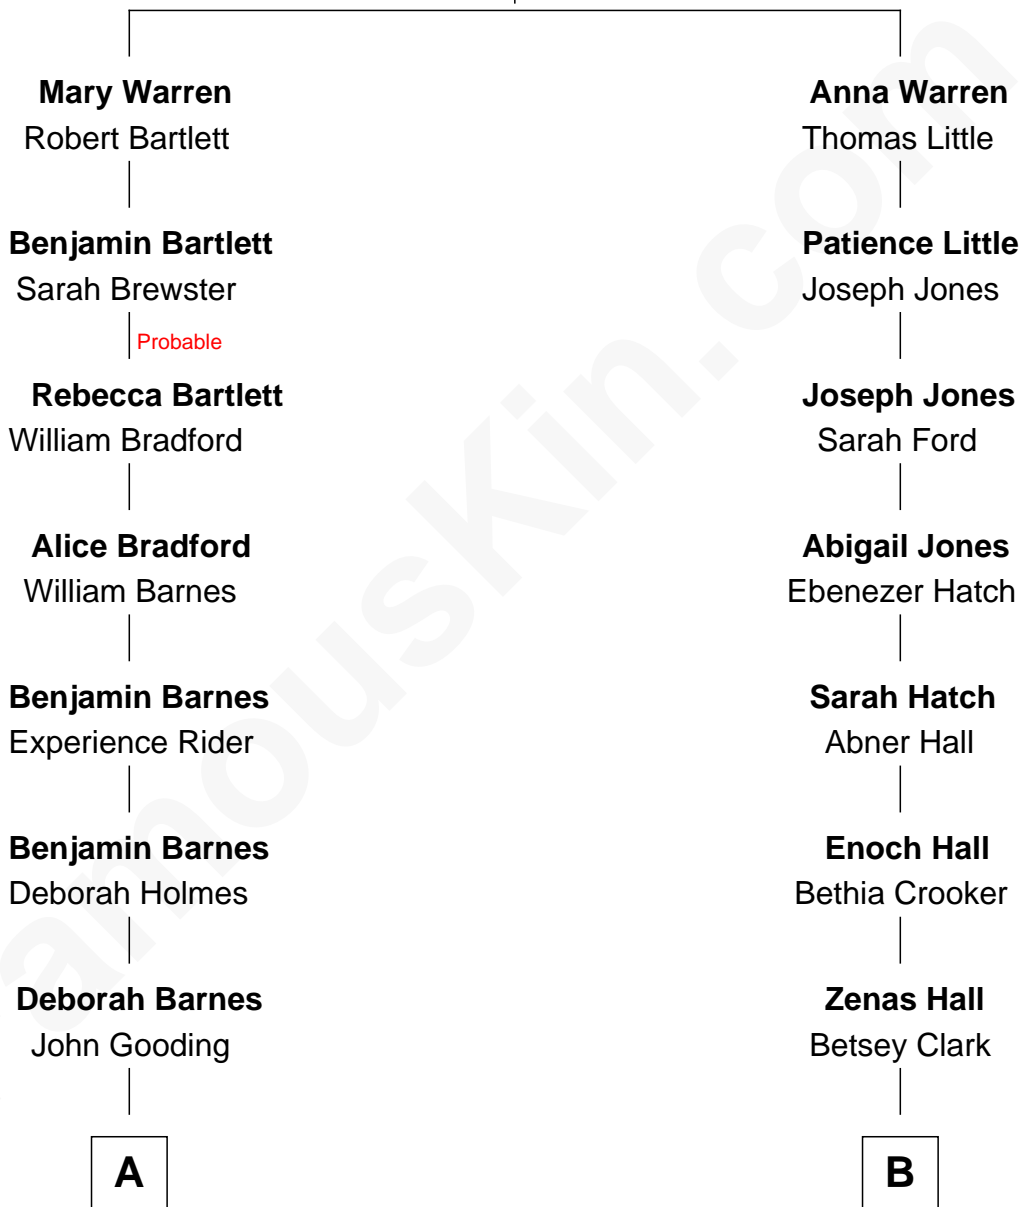 Mary Warren
Robert Bartlett
Benjamin Bartlett
Sarah Brewster
Probable
Rebecca Bartlett
William Bradford
Alice Bradford
William Barnes
Benjamin Barnes
Experience Rider
Benjamin Barnes
Deborah Holmes
Deborah Barnes
John Gooding
A
Anna Warren
Thomas Little
Patience Little
Joseph Jones
Joseph Jones
Sarah Ford
Abigail Jones
Ebenezer Hatch
Sarah Hatch
Abner Hall
Enoch Hall
Bethia Crooker
Zenas Hall
Betsey Clark
B
amouskin.com